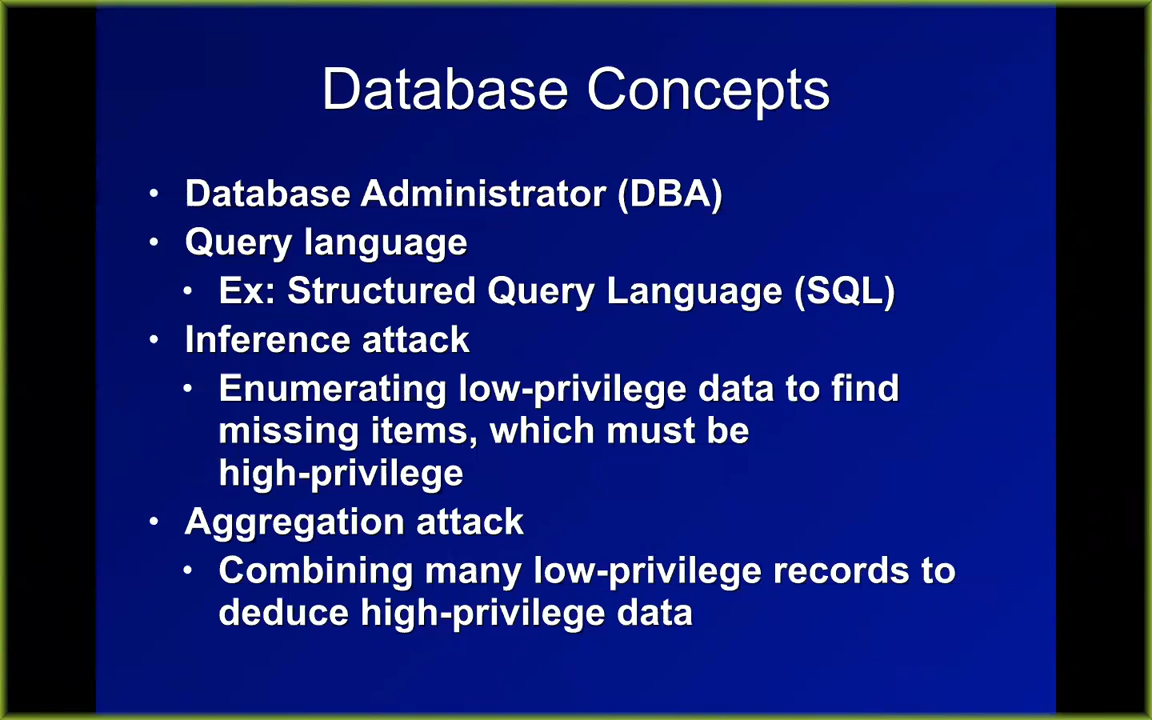 Database Concepts
• Database Administrator (DBA)
• Query language
• Ex: Structured Query Language (SQL)
• Inference attack
• Enumerating low-privilege data to find
missing items, which must be
high-privilege
• Aggregation attack
• Combining many low-privilege records to
deduce high-privilege data